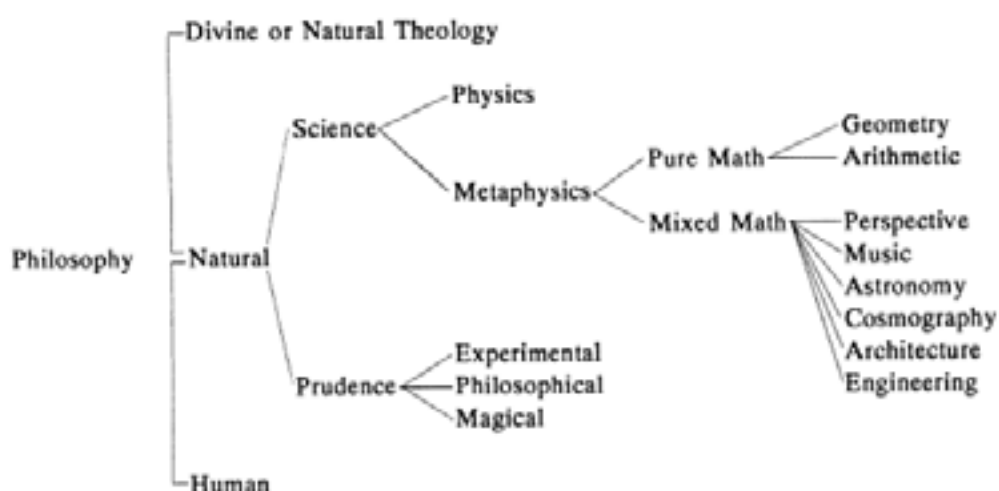 Divine or Natural Theology
Physics
Science
Geometry
Pure Math
Arithmetic
Metaphysics
Mixed Math
Perspective
Music
Philosophy
Natural
Astronomy
Cosmography
Experimental
Architecture
Prudence
Philosophical
Engineering
Magical
Human